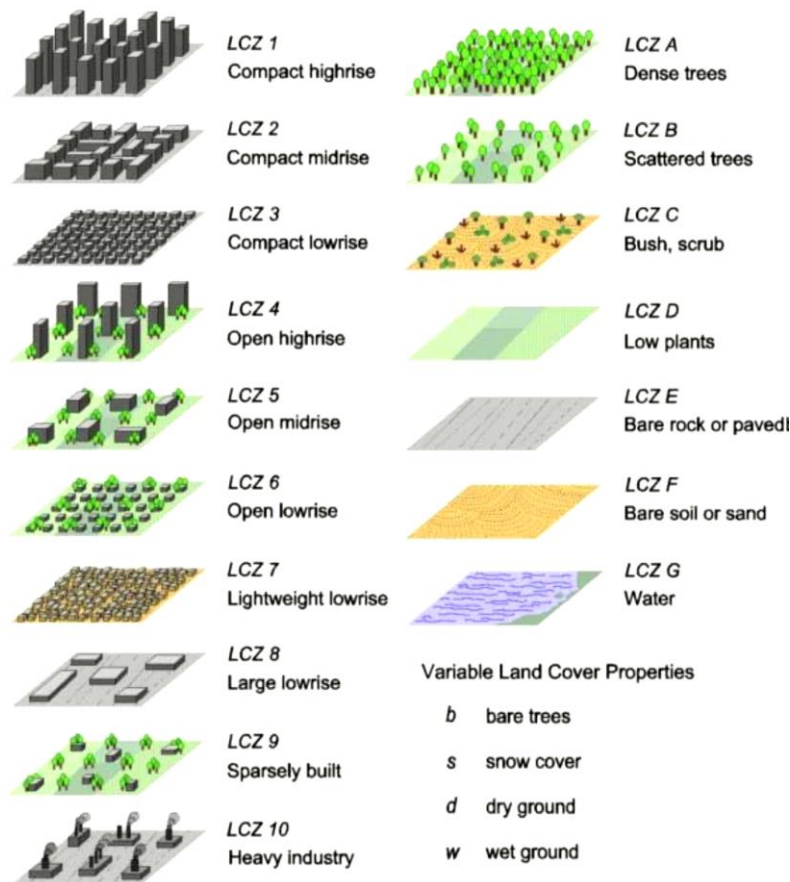 LCZ 1
Compact highrise
LCZ 2
Compact midrise
LCZ 3
Compact lowrise
LCZ 4
Open highrise
LCZ 5
Open midrise
LCZ 6
Open lowrise
LCZ 7
Lightweight lowrise
LCZ 8
Large lowrise
LCZ 9
Sparsely built
LCZ 10
Heavy industry
LCZ A
Dense trees
LCZ B
Scattered trees
LCZ C
Bush, scrub
LCZ D
Low plants
LCZ E
Bare rock or paved
LCZ F
Bare soil or sand
LCZ G
Water
Variable Land Cover Properties
b bare trees
s snow cover
d dry ground
w wet ground